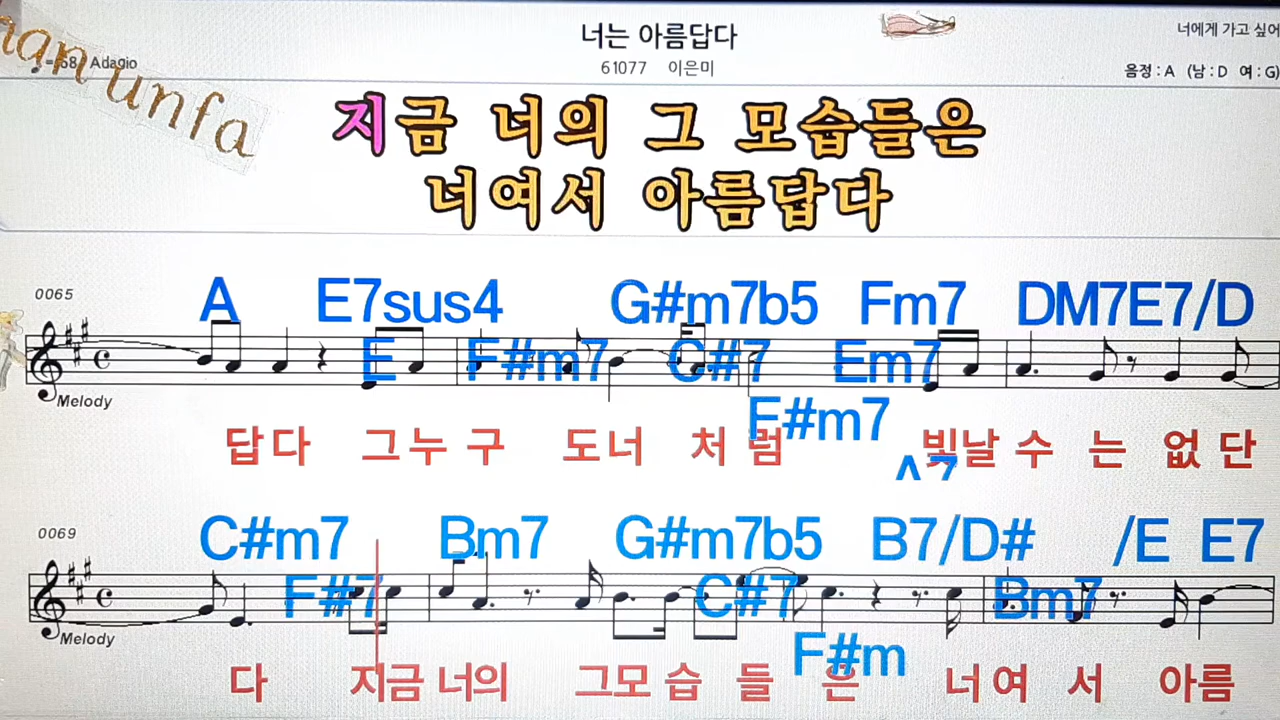 너는 아름답다
너에게 가고 싶어
♩=68 Adagio
61077 이은미
음정 : A (남 : D 여 : G)
unfa
지금 너의 그 모습들은
너여서 아름답다
0065
A E7sus4 G#m7b5 Fm7 DM7E7/D
E F#m7 C#7 Em7
F#m7
Melody
답다 그누구 도너 처럼 빛날 수 는 없 단
0069
C#m7 Bm7 G#m7b5 B7/D# /E E7
F#7 C#7 Bm7
F#m
Melody
다 지금 너의 그모 습 들 은 너여 서 아름